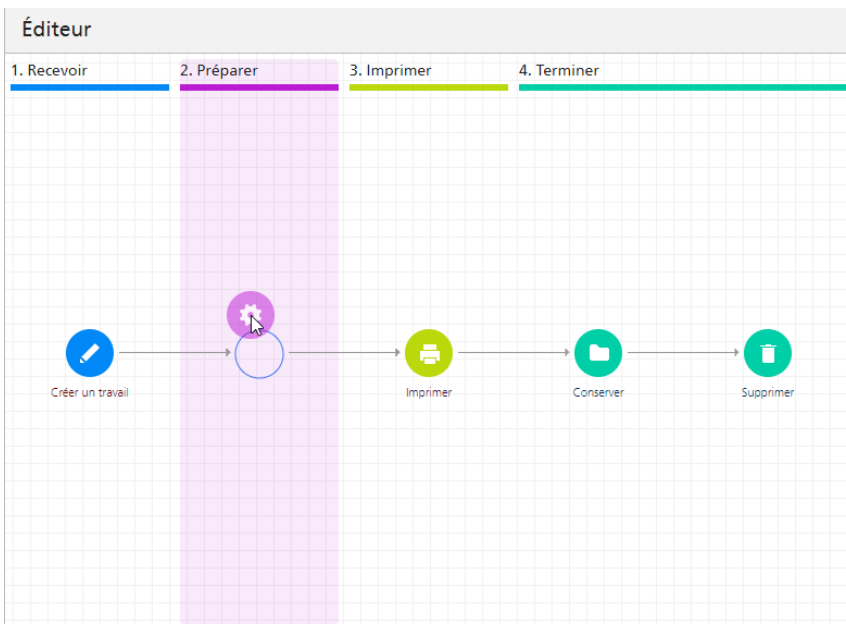 Éditeur
1. Recevoir
2. Préparer
3. Imprimer
4. Terminer
Créer un travail
Imprimer
Conserver
Supprimer